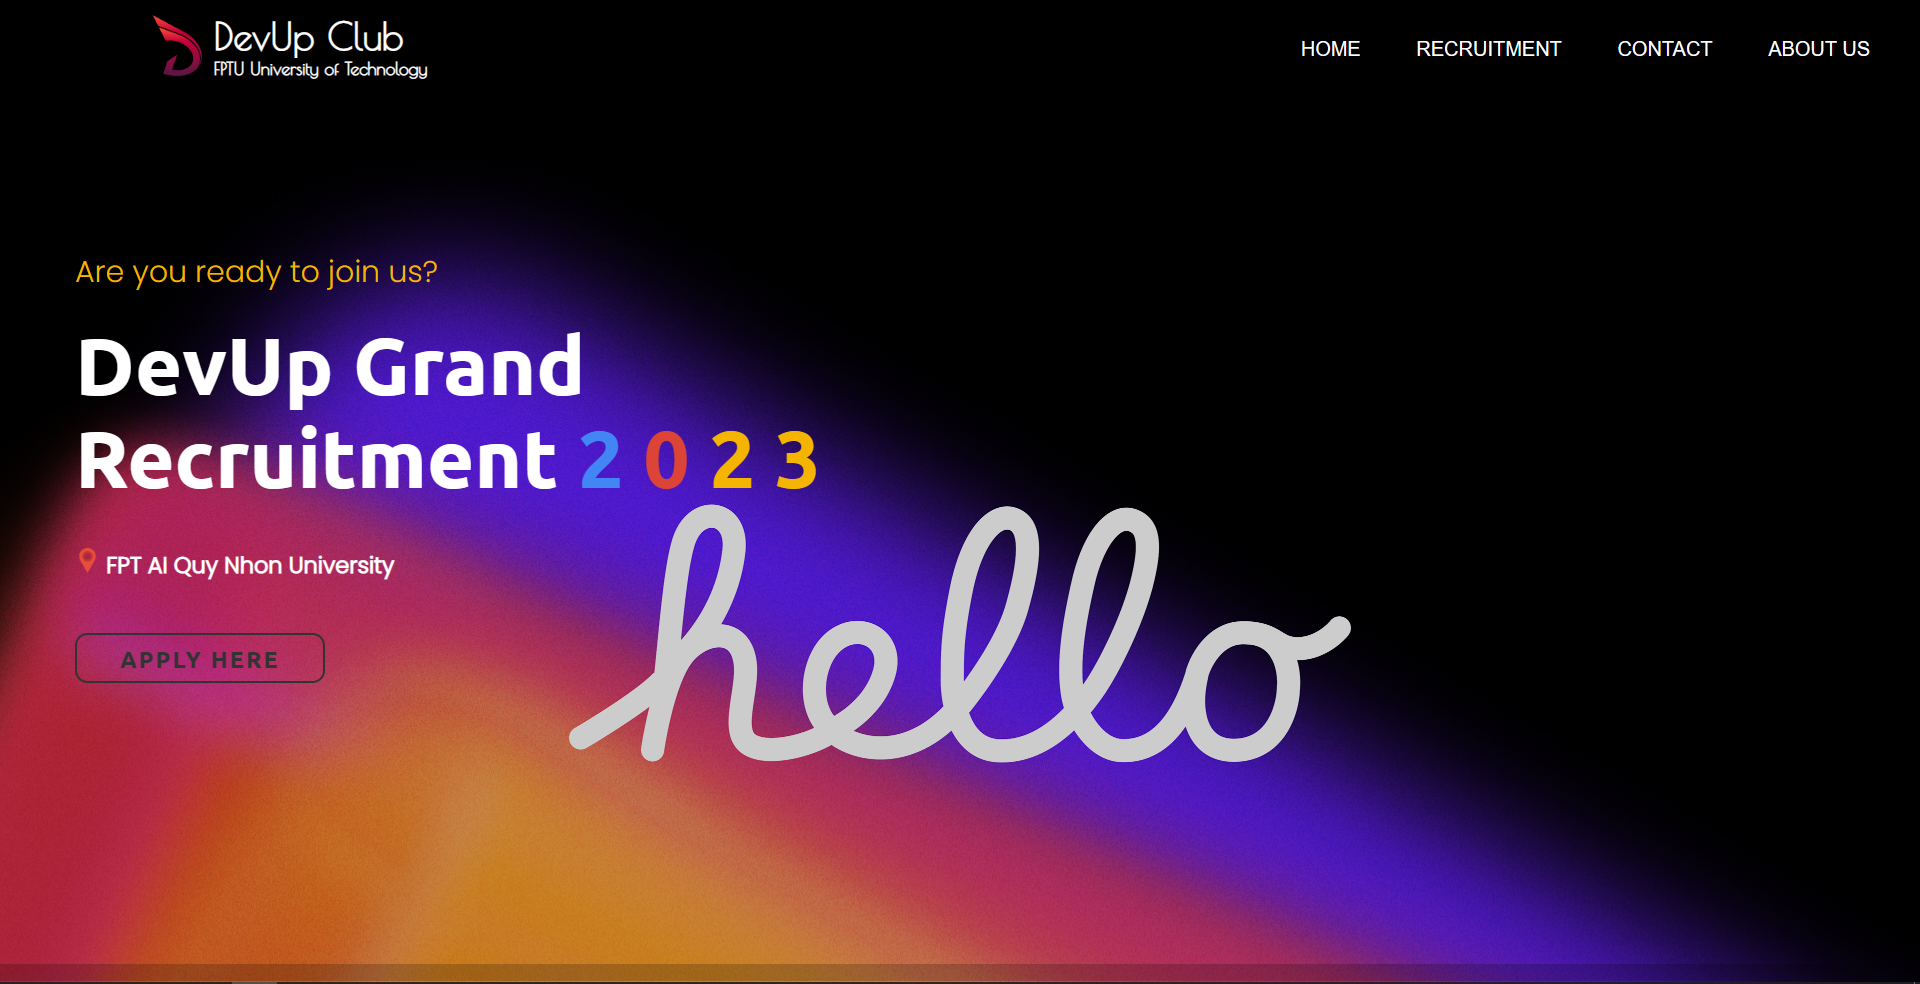 DevUp Club
FPTU University of Technology
HOME
RECRUITMENT
CONTACT
ABOUT US
Are you ready to join us?
DevUp Grand
Recruitment 2 0 2 3
FPT AI Quy Nhon University
APPLY HERE
hello